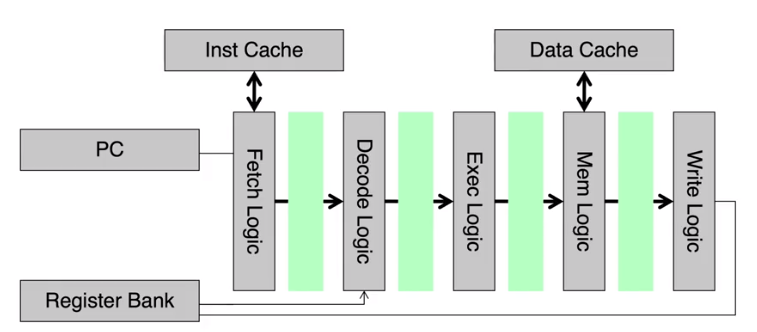 Inst Cache
Data Cache
PC
Fetch Logic
Decode Logic
Exec Logic
Mem Logic
Write Logic
Register Bank